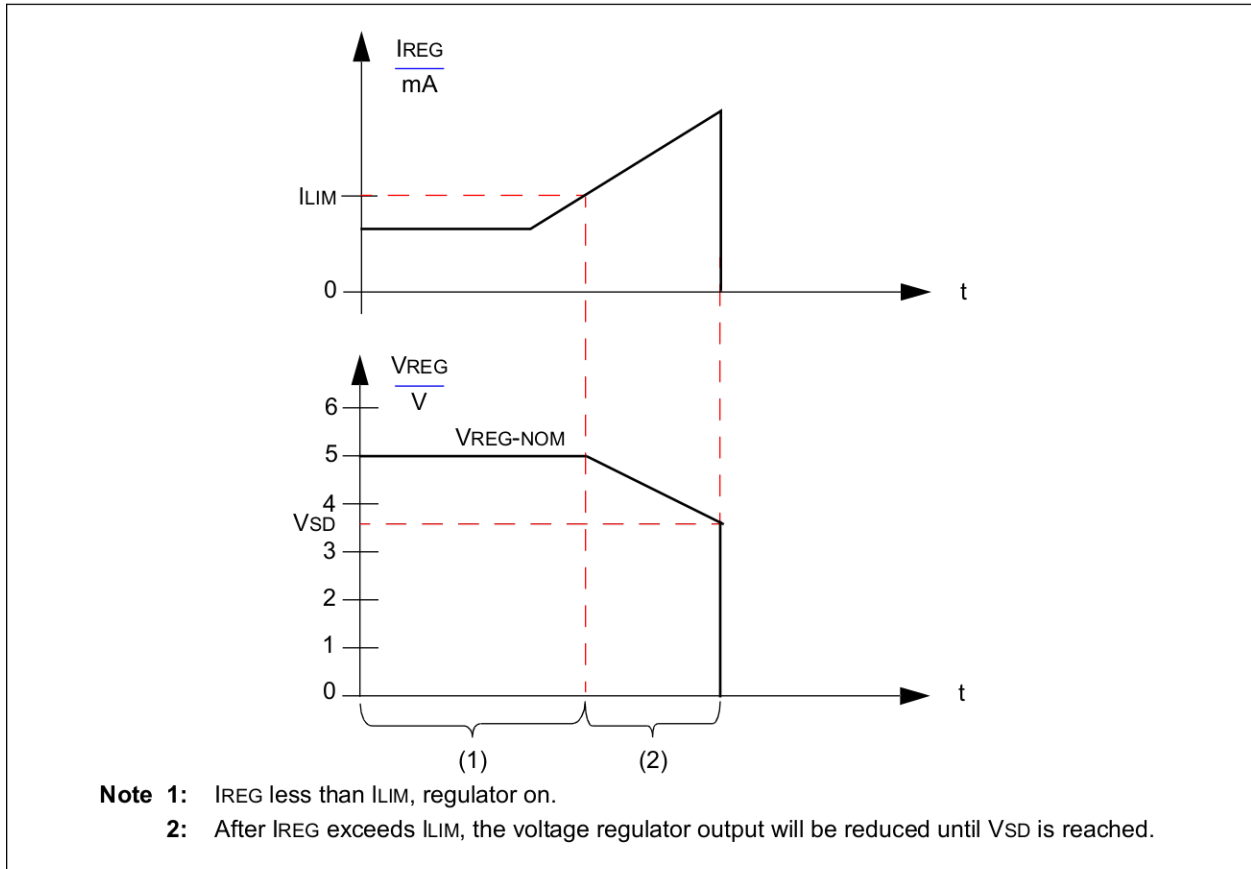 IREG
mA
ILIM
0
t
VREG
V
6
VREG-NOM
5
4
VSD
3
2
1
0
t
(1) (2)
Note 1: IREG less than ILIM, regulator on.
2: After IREG exceeds ILIM, the voltage regulator output will be reduced until VSD is reached.